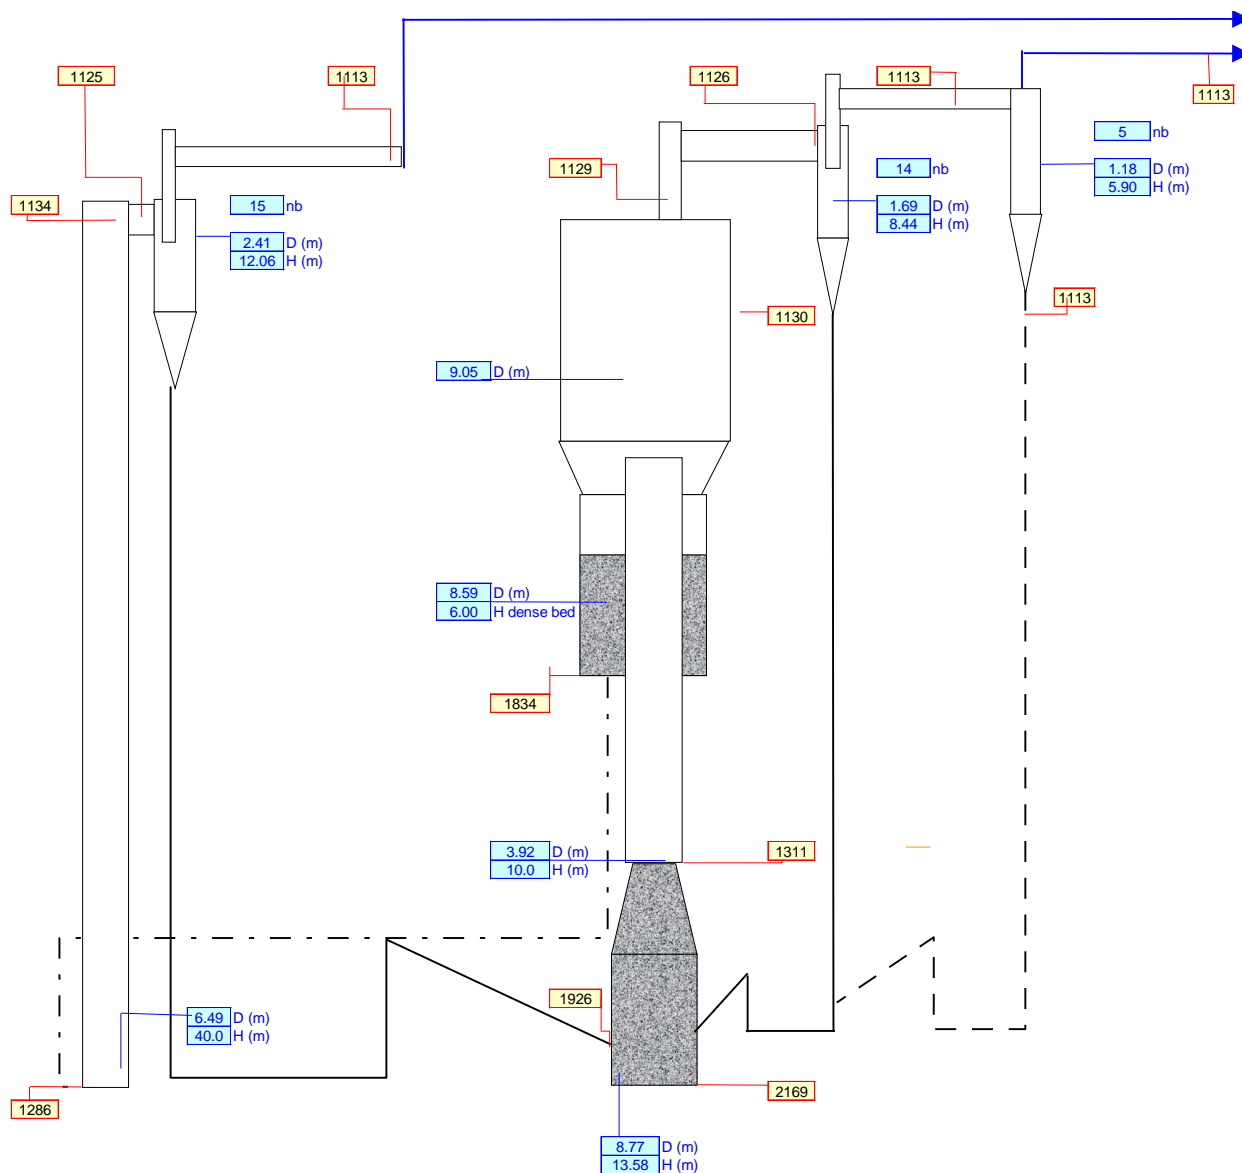 1125
1113
1126
1113
1113
5 nb
1129
14 nb
1.18 D (m)
5.90 H (m)
1134
15 nb
1.69 D (m)
8.44 H (m)
2.41 D (m)
12.06 H (m)
1113
1130
9.05 D (m)
8.59 D (m)
6.00 H dense bed
1834
3.92 D (m)
10.0 H (m)
1311
1926
6.49 D (m)
40.0 H (m)
2169
1286
8.77 D (m)
13.58 H (m)